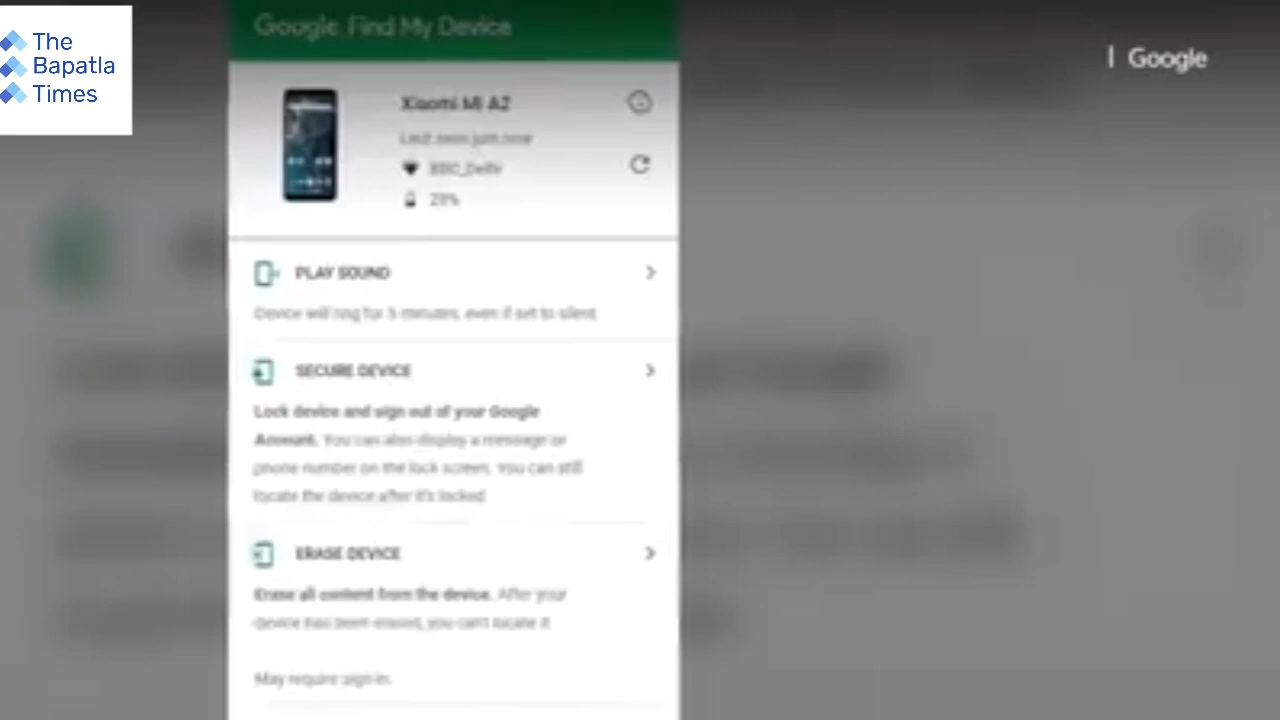 The
Bapatla
Times
Google Find My Device
| Google
Xiaomi Mi A2
Last seen just now
BBC_Delhi
28%
PLAY SOUND
Device will ring for 5 minutes, even if set to silent.
SECURE DEVICE
Lock device and sign out of your Google
Account. You can also display a message or
phone number on the lock screen. You can still
locate the device after it's locked
ERASE DEVICE
Erase all content from the device. After your
device has been erased, you can't locate it
May require sign-in.